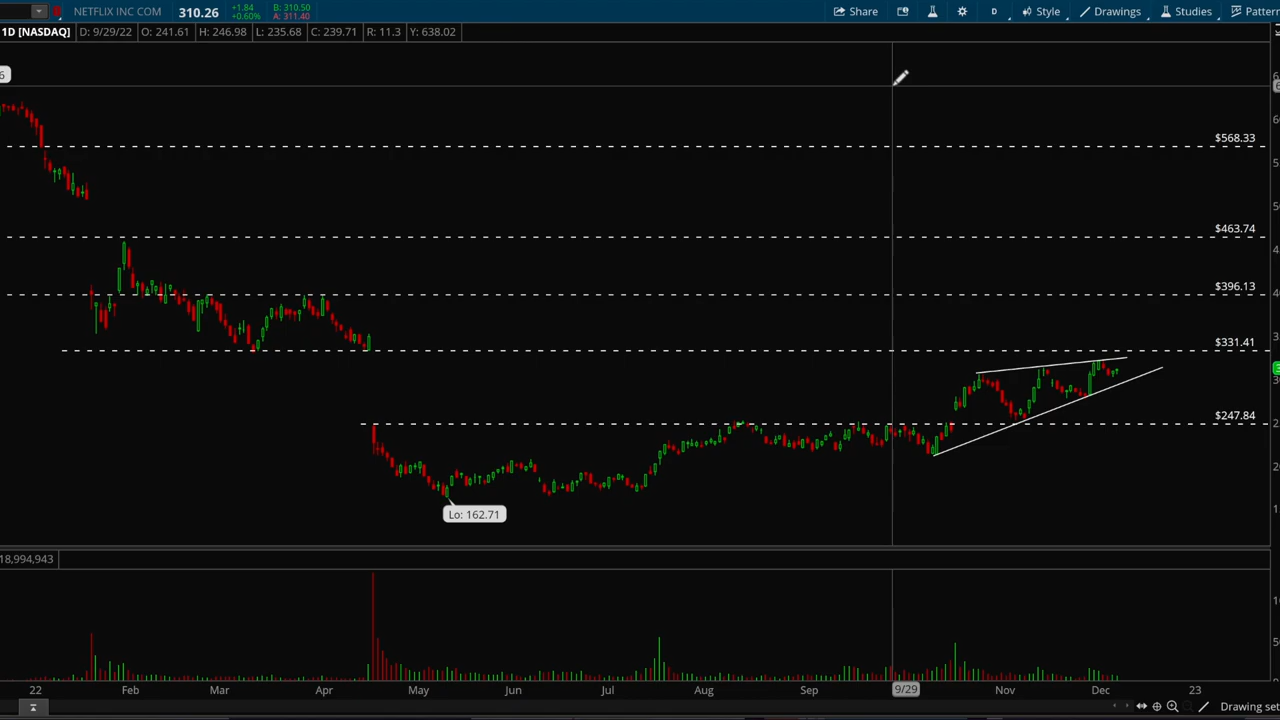 NETFLIX INC COM 310.26 +1.84 +0.60% B: 310.50 A: 311.40 Share D Style Drawings Studies Pattern
1D [NASDAQ] D: 9/29/22 O: 241.61 H: 246.98 L: 235.68 C: 239.71 R: 11.3 Y: 638.02
6
$568.33
$463.74
$396.13
$331.41
$247.84
Lo: 162.71
18,994,943
22 Feb Mar Apr May Jun Jul Aug Sep 9/29 Nov Dec 23
Drawing set